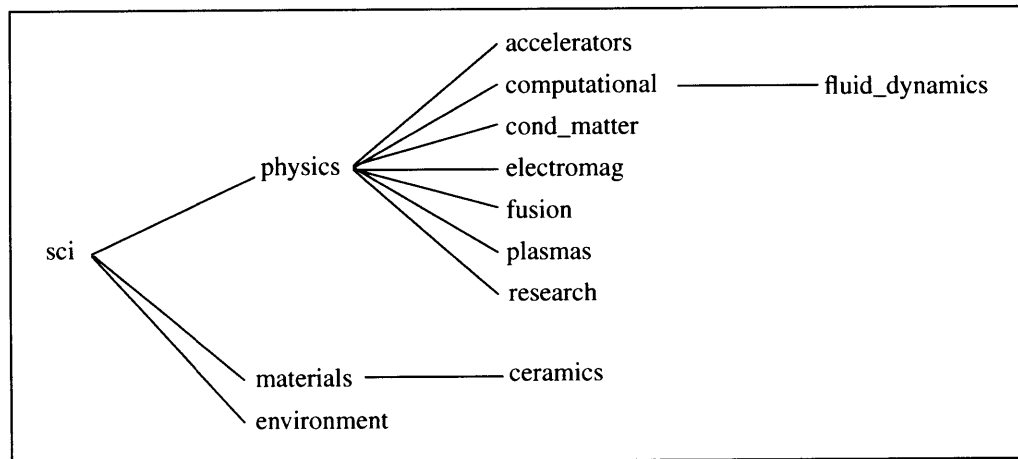 accelerators
computational fluid_dynamics
cond_matter
physics electromag
fusion
sci plasmas
research
materials ceramics
environment